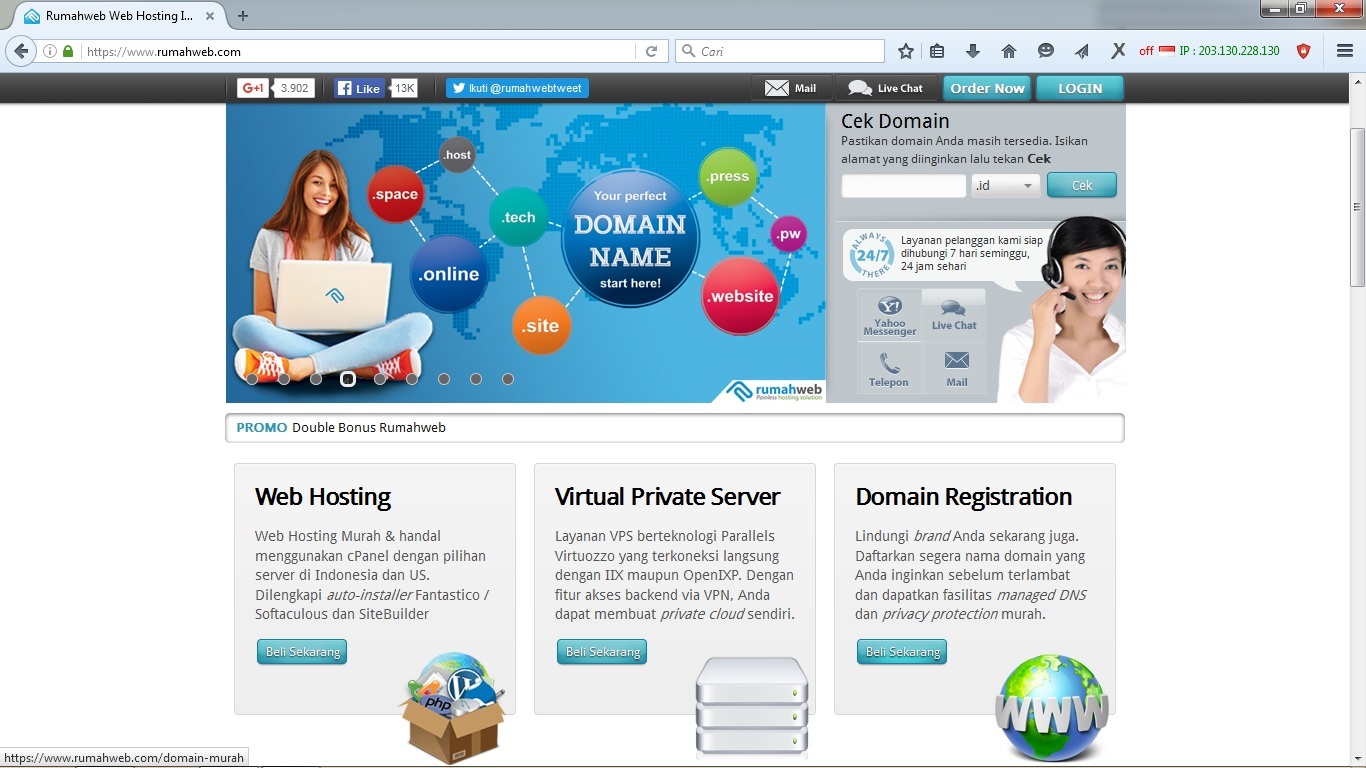 Rumahweb Web Hosting I...
https://www.rumahweb.com
Cari
off IP : 203.130.228.130
G+1 3.902
Like 13K
Ikuti @rumahwebtweet
Mail
Live Chat
Order Now
LOGIN
.host
.space
.tech
.online
.site
Your perfect
DOMAIN
NAME
start here!
.press
.pw
.website
rumahweb
Painless hosting solution
Cek Domain
Pastikan domain Anda masih tersedia. Isikan
alamat yang diinginkan lalu tekan Cek
.id
Cek
ALWAYS
24/7
THERE
Layanan pelanggan kami siap
dihubungi 7 hari seminggu,
24 jam sehari
Yahoo
Messenger
Live Chat
Telepon
Mail
PROMO Double Bonus Rumahweb
Web Hosting
Web Hosting Murah & handal
menggunakan cPanel dengan pilihan
server di Indonesia dan US.
Dilengkapi auto-installer Fantastico /
Softaculous dan SiteBuilder
Beli Sekarang
php
Virtual Private Server
Layanan VPS berteknologi Parallels
Virtuozzo yang terkoneksi langsung
dengan IIX maupun OpenIXP. Dengan
fitur akses backend via VPN, Anda
dapat membuat private cloud sendiri.
Beli Sekarang
Domain Registration
Lindungi brand Anda sekarang juga.
Daftarkan segera nama domain yang
Anda inginkan sebelum terlambat
dan dapatkan fasilitas managed DNS
dan privacy protection murah.
Beli Sekarang
WWW
https://www.rumahweb.com/domain-murah